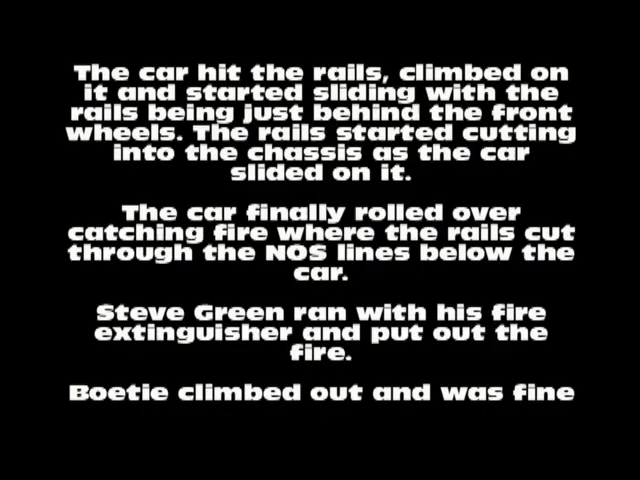 The car hit the rails, climbed on
it and started sliding with the
rails being just behind the front
wheels. The rails started cutting
into the chassis as the car
slided on it.
The car finally rolled over
catching fire where the rails cut
through the NOS lines below the
car.
Steve Green ran with his fire
extinguisher and put out the
fire.
Boetie climbed out and was fine